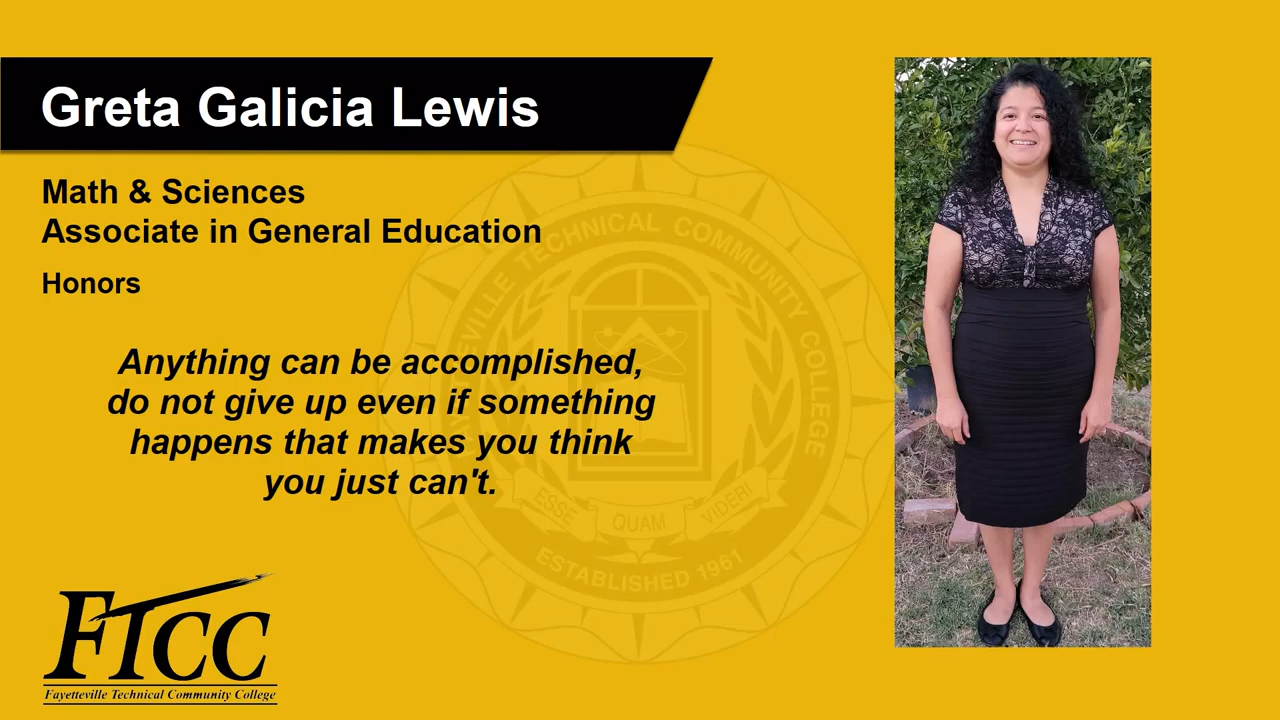 Greta Galicia Lewis
Math & Sciences
Associate in General Education
Honors
Anything can be accomplished,
do not give up even if something
happens that makes you think
you just can't.
FAYETTEVILLE TECHNICAL COMMUNITY COLLEGE
ESSE QUAM VIDERI
ESTABLISHED 1961
FTCC
Fayetteville Technical Community College